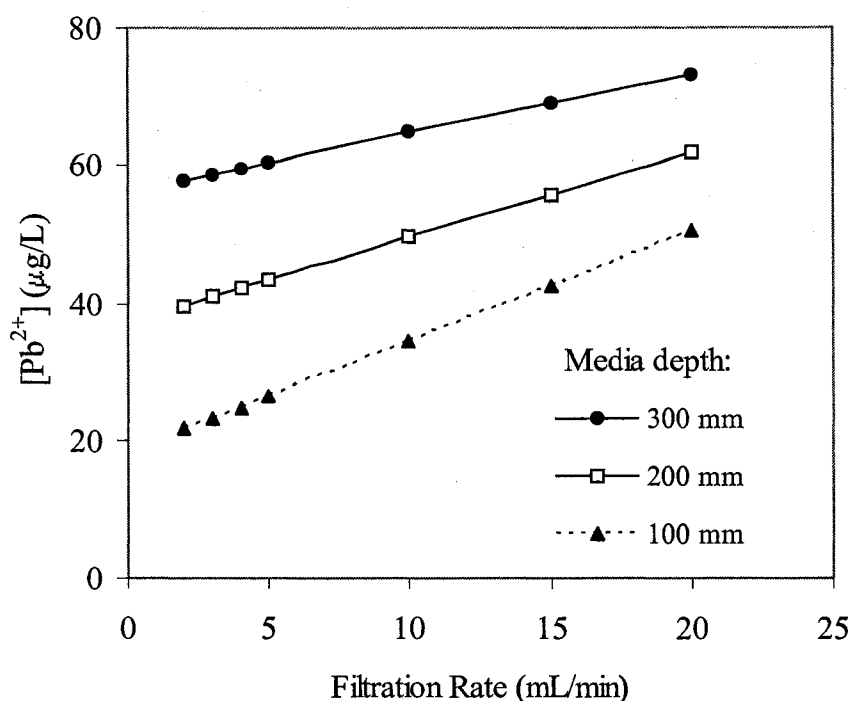 80
60
40
20
0
[Pb²⁺] (µg/L)
Media depth:
300 mm
200 mm
100 mm
0 5 10 15 20 25
Filtration Rate (mL/min)